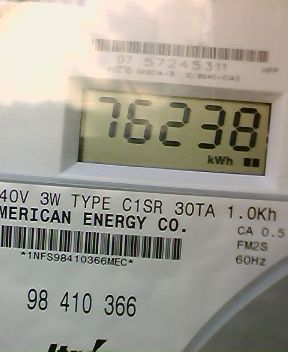 07 57245311
HPP
76238
kWh
40V 3W TYPE C1SR 30TA 1.0Kh
MERICAN ENERGY CO.
CA 0.5
FM2S
*1NFS98410366MEC*
60Hz
98 410 366